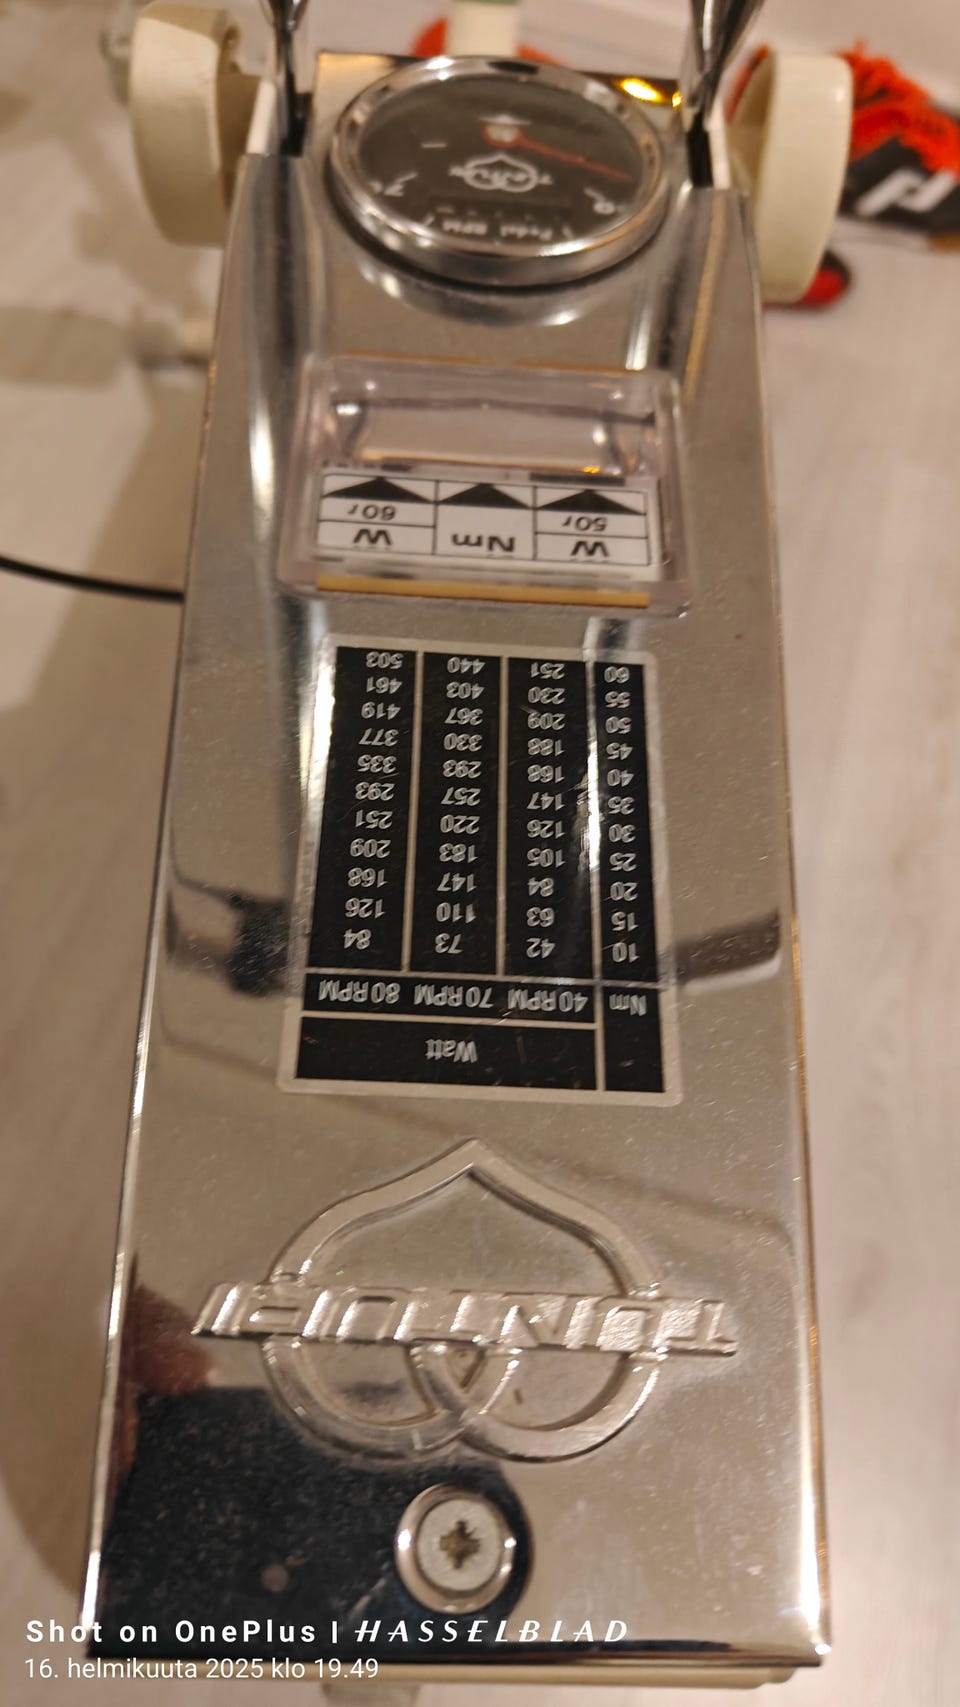 TUNTURI
Watt
Nm 40RPM 70RPM 80RPM
10 42 73 84
15 63 110 126
20 84 147 168
25 105 183 209
30 126 220 251
35 147 257 293
40 168 293 335
45 188 330 377
50 209 367 419
55 230 403 461
60 251 440 503
W Nm W
50r 60r
Pedal RPM
Shot on OnePlus | HASSELBLAD
16. helmikuuta 2025 klo 19.49